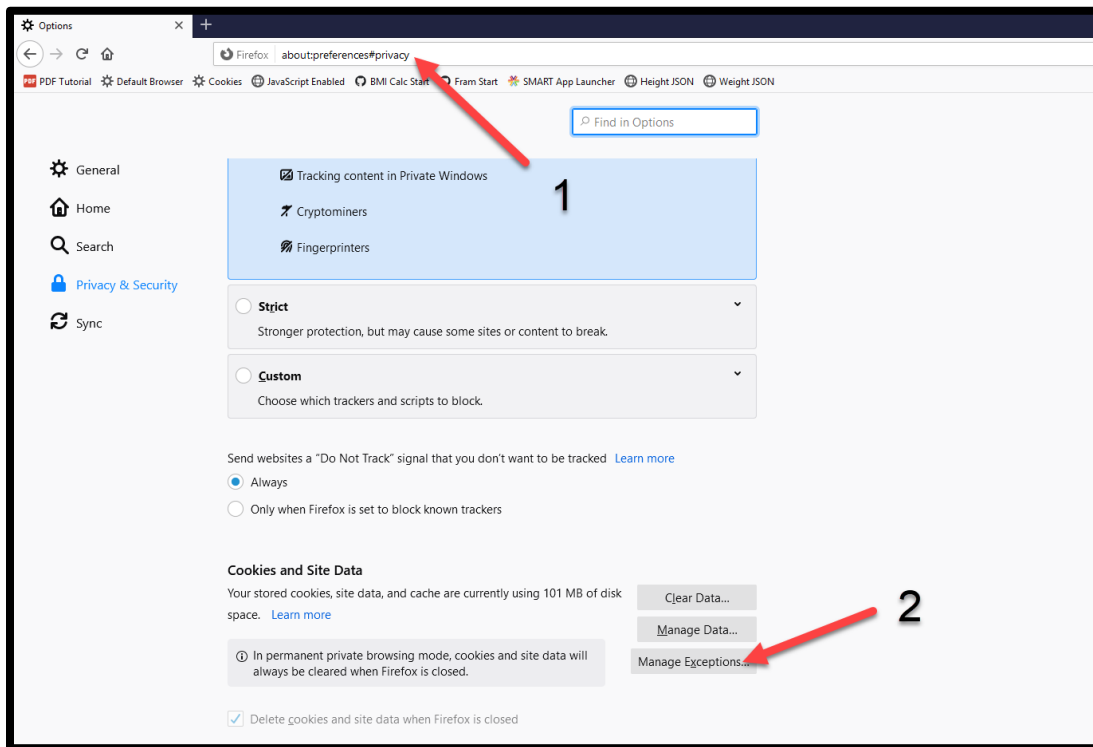 Options
Firefox about:preferences#privacy
PDF Tutorial Default Browser Cookies JavaScript Enabled BMI Calc Start Fram Start SMART App Launcher Height JSON Weight JSON
Find in Options
General
Home
Search
Privacy & Security
Sync
Tracking content in Private Windows
1
Cryptominers
Fingerprinters
Strict
Stronger protection, but may cause some sites or content to break.
Custom
Choose which trackers and scripts to block.
Send websites a “Do Not Track” signal that you don’t want to be tracked Learn more
Always
Only when Firefox is set to block known trackers
Cookies and Site Data
Your stored cookies, site data, and cache are currently using 101 MB of disk
space. Learn more
Clear Data...
Manage Data...
2
Manage Exceptions...
In permanent private browsing mode, cookies and site data will
always be cleared when Firefox is closed.
Delete cookies and site data when Firefox is closed